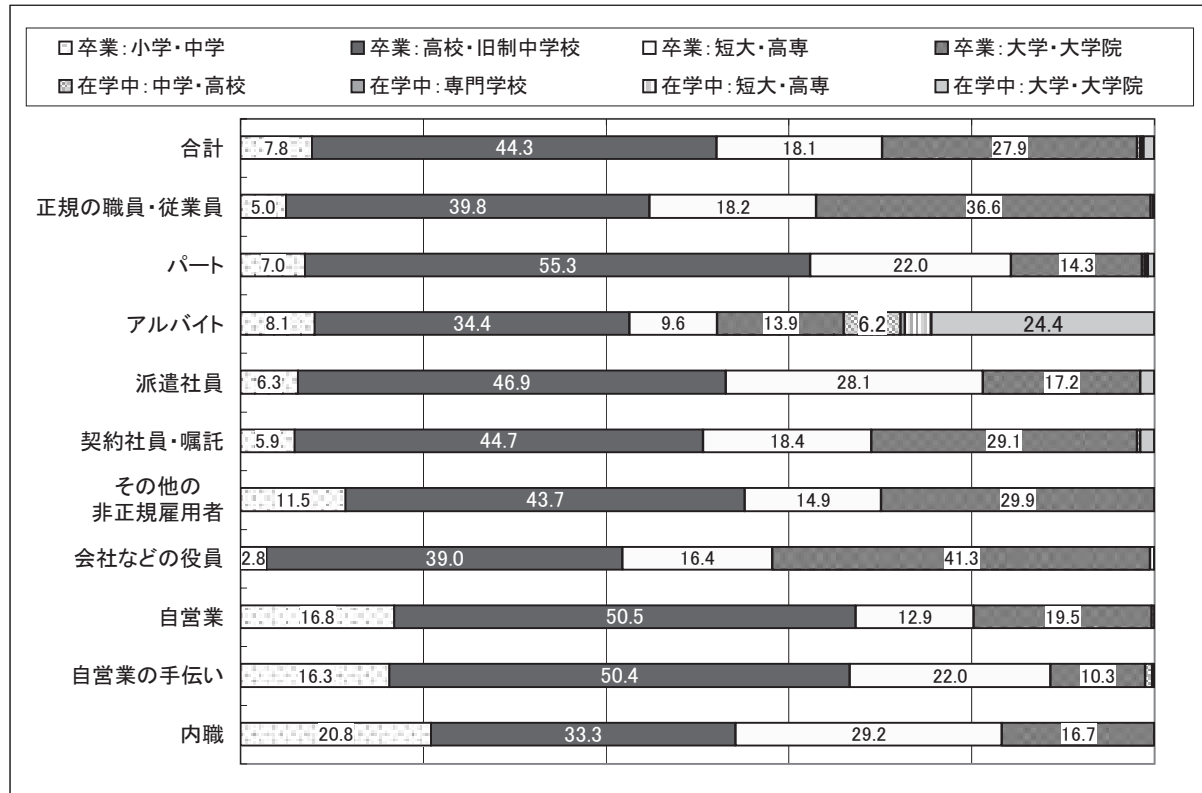 卒業:小学・中学 卒業:高校・旧制中学校 卒業:短大・高専 卒業:大学・大学院
在学中:中学・高校 在学中:専門学校 在学中:短大・高専 在学中:大学・大学院
合計 7.8 44.3 18.1 27.9
正規の職員・従業員 5.0 39.8 18.2 36.6
パート 7.0 55.3 22.0 14.3
アルバイト 8.1 34.4 9.6 13.9 6.2 24.4
派遣社員 6.3 46.9 28.1 17.2
契約社員・嘱託 5.9 44.7 18.4 29.1
その他の
非正規雇用者 11.5 43.7 14.9 29.9
会社などの役員 2.8 39.0 16.4 41.3
自営業 16.8 50.5 12.9 19.5
自営業の手伝い 16.3 50.4 22.0 10.3
内職 20.8 33.3 29.2 16.7